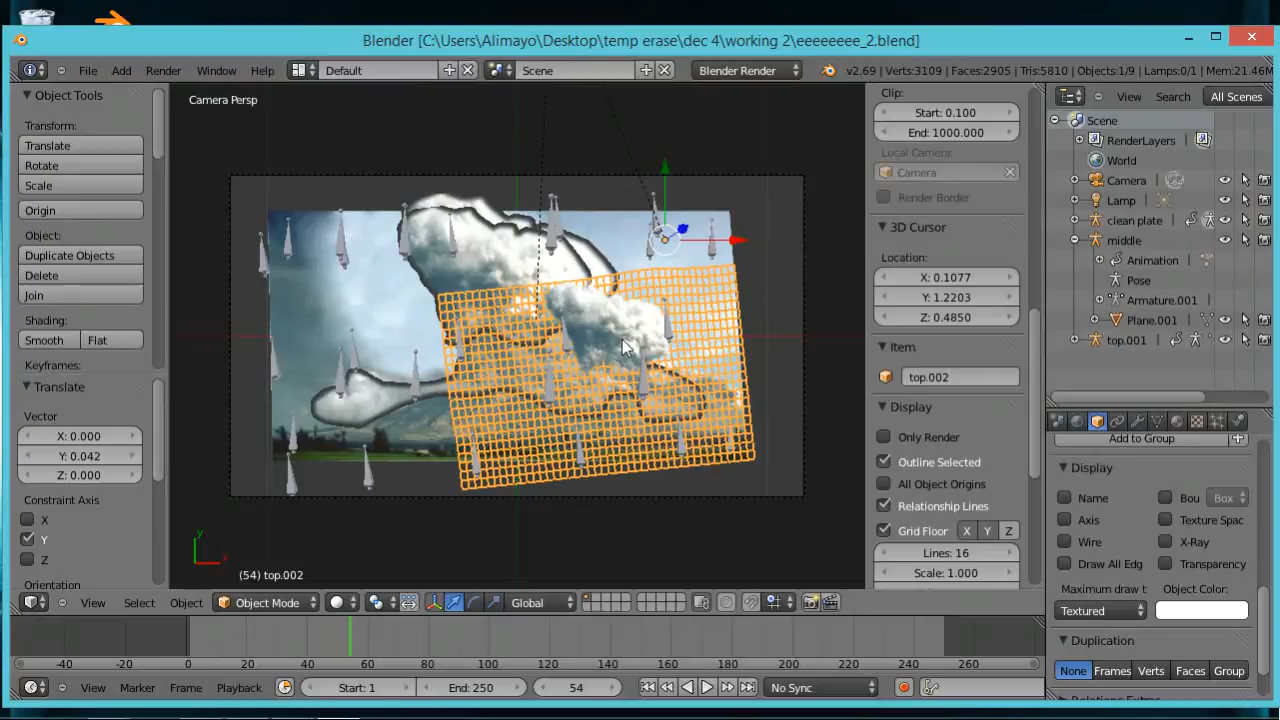 Blender [C:\Users\Alimayo\Desktop\temp erase\dec 4\working 2\eeeeeeee_2.blend]
File Add Render Window Help Default Scene Blender Render v2.69 | Verts:3109 | Faces:2905 | Tris:5810 | Objects:1/9 | Lamps:0/1 | Mem:21.46M
Object Tools
Transform:
Translate
Rotate
Scale
Origin
Object:
Duplicate Objects
Delete
Join
Shading:
Smooth Flat
Keyframes:
Translate
Vector
X: 0.000
Y: 0.042
Z: 0.000
Constraint Axis
X
Y
Z
Orientation
Camera Persp
y
x
(54) top.002
Clip:
Start: 0.100
End: 1000.000
Local Camera:
Camera
Render Border
3D Cursor
Location:
X: 0.1077
Y: 1.2203
Z: 0.4850
Item
top.002
Display
Only Render
Outline Selected
All Object Origins
Relationship Lines
Grid Floor X Y Z
Lines: 16
Scale: 1.000
View Search All Scenes
Scene
RenderLayers
World
Camera
Lamp
clean plate
middle
Animation
Pose
Armature.001
Plane.001
top.001
Add to Group
Display
Name Bou Box
Axis Texture Spac
Wire X-Ray
Draw All Edg Transparency
Maximum draw t Object Color:
Textured
Duplication
None Frames Verts Faces Group
View Select Object Object Mode Global
-40 -20 0 20 40 60 80 100 120 140 160 180 200 220 240 260
View Marker Frame Playback Start: 1 End: 250 54 No Sync